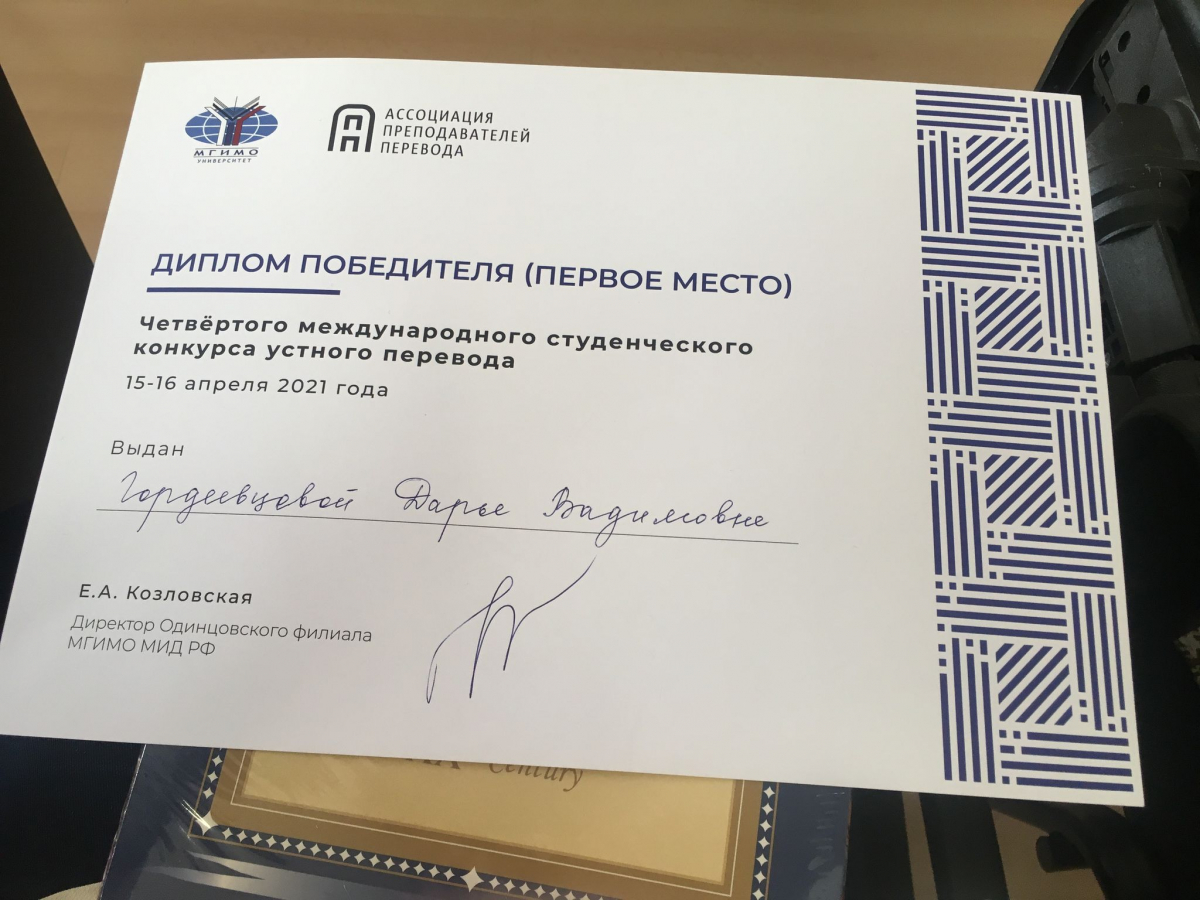 МГИМО
УНИВЕРСИТЕТ
АССОЦИАЦИЯ
ПРЕПОДАВАТЕЛЕЙ
ПЕРЕВОДА
ДИПЛОМ ПОБЕДИТЕЛЯ (ПЕРВОЕ МЕСТО)
Четвёртого международного студенческого
конкурса устного перевода
15-16 апреля 2021 года
Выдан
Гордеевцовой Дарье Вадимовне
Е.А. Козловская
Директор Одинцовского филиала
МГИМО МИД РФ
Century